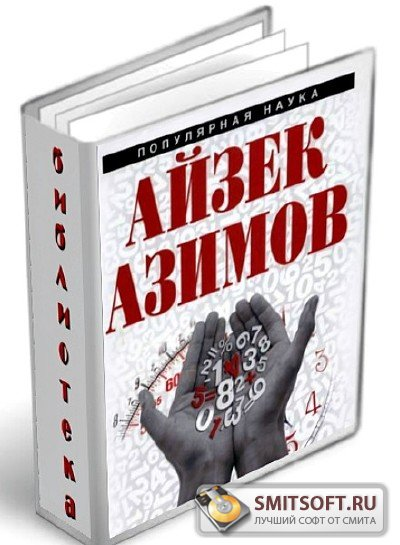 библиотека
ПОПУЛЯРНАЯ НАУКА
АЙЗЕК
АЗИМОВ
SMITSOFT.RU
ЛУЧШИЙ СОФТ ОТ СМИТА